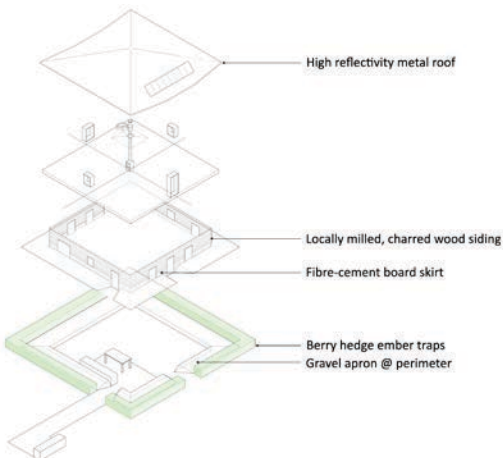 High reflectivity metal roof
Locally milled, charred wood siding
Fibre-cement board skirt
Berry hedge ember traps
Gravel apron @ perimeter